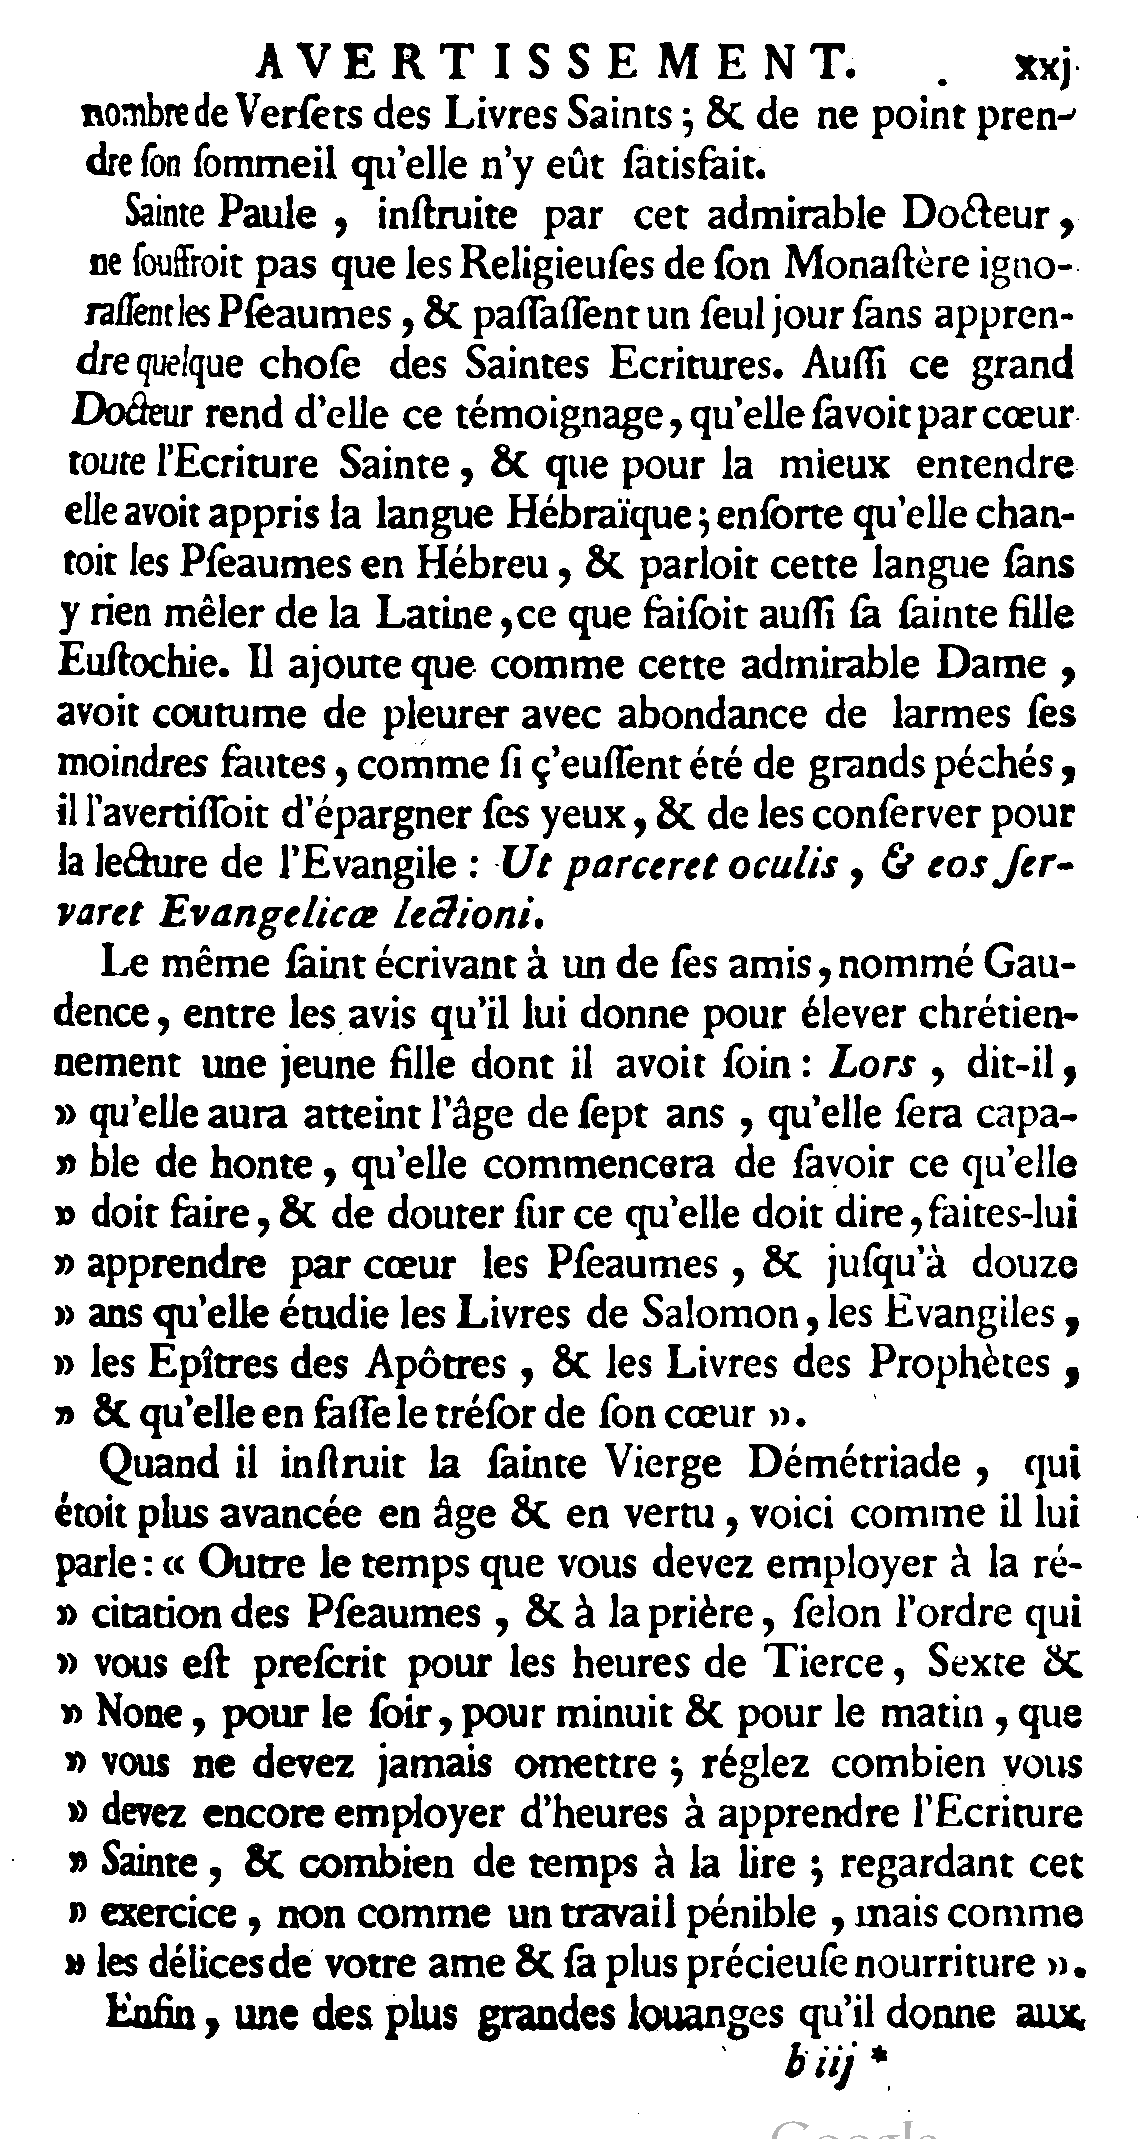 AVERTISSEMENT. xxj
nombre de Verſets des Livres Saints ; & de ne point pren-
dre ſon ſommeil qu'elle n'y eût ſatisfait.
Sainte Paule , inſtruite par cet admirable Docteur ,
ne ſouffroit pas que les Religieuſes de ſon Monaſtère igno-
raſſent les Pſeaumes , & paſſaſſent un ſeul jour ſans appren-
dre quelque choſe des Saintes Ecritures. Auſſi ce grand
Docteur rend d'elle ce témoignage , qu'elle ſavoit par cœur
toute l'Ecriture Sainte , & que pour la mieux entendre
elle avoit appris la langue Hébraïque ; enſorte qu'elle chan-
toit les Pſeaumes en Hébreu , & parloit cette langue ſans
y rien mêler de la Latine , ce que faiſoit auſſi ſa ſainte fille
Euſtochie. Il ajoute que comme cette admirable Dame ,
avoit coutume de pleurer avec abondance de larmes ſes
moindres fautes , comme ſi ç'euſſent été de grands péchés ,
il l'avertiſſoit d'épargner ſes yeux , & de les conſerver pour
la lecture de l'Evangile : Ut parceret oculis , & eos ſer-
varet Evangelicæ lectioni.
Le même ſaint écrivant à un de ſes amis , nommé Gau-
dence , entre les avis qu'il lui donne pour élever chrétien-
nement une jeune fille dont il avoit ſoin : Lors , dit-il ,
» qu'elle aura atteint l'âge de ſept ans , qu'elle ſera capa-
» ble de honte , qu'elle commencera de ſavoir ce qu'elle
» doit faire , & de douter ſur ce qu'elle doit dire , faites-lui
» apprendre par cœur les Pſeaumes , & juſqu'à douze
» ans qu'elle étudie les Livres de Salomon , les Evangiles ,
» les Epîtres des Apôtres , & les Livres des Prophètes ,
» & qu'elle en faſſe le tréſor de ſon cœur ».
Quand il inſtruit la ſainte Vierge Démétriade , qui
étoit plus avancée en âge & en vertu , voici comme il lui
parle : « Outre le temps que vous devez employer à la ré-
» citation des Pſeaumes , & à la prière , ſelon l'ordre qui
» vous eſt preſcrit pour les heures de Tierce , Sexte &
» None , pour le ſoir , pour minuit & pour le matin , que
» vous ne devez jamais omettre ; réglez combien vous
» devez encore employer d'heures à apprendre l'Ecriture
» Sainte , & combien de temps à la lire ; regardant cet
» exercice , non comme un travail pénible , mais comme
» les délices de votre ame & ſa plus précieuſe nourriture ».
Enfin , une des plus grandes louanges qu'il donne aux
b iij *
Google